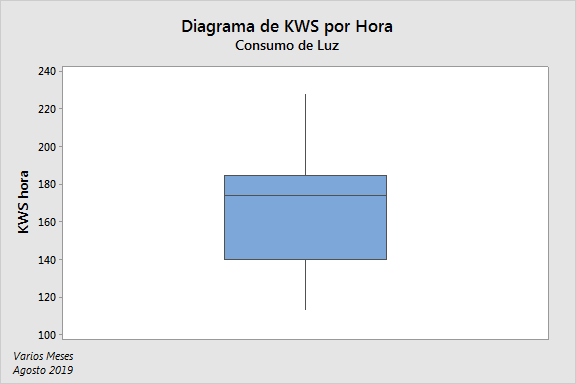 Diagrama de KWS por Hora
Consumo de Luz
240
220
200
180
160
140
120
100
KWS hora
Varios Meses
Agosto 2019